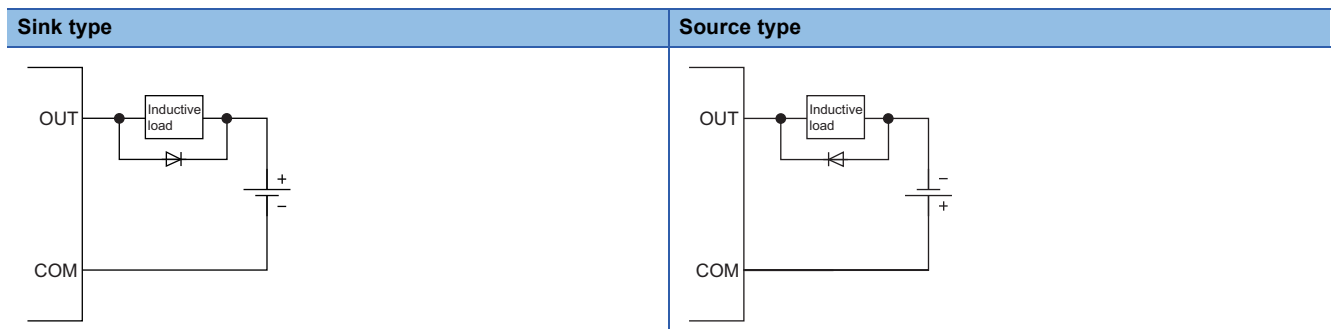 Sink type
Source type
OUT
Inductive
load
+
−
COM
OUT
Inductive
load
−
+
COM